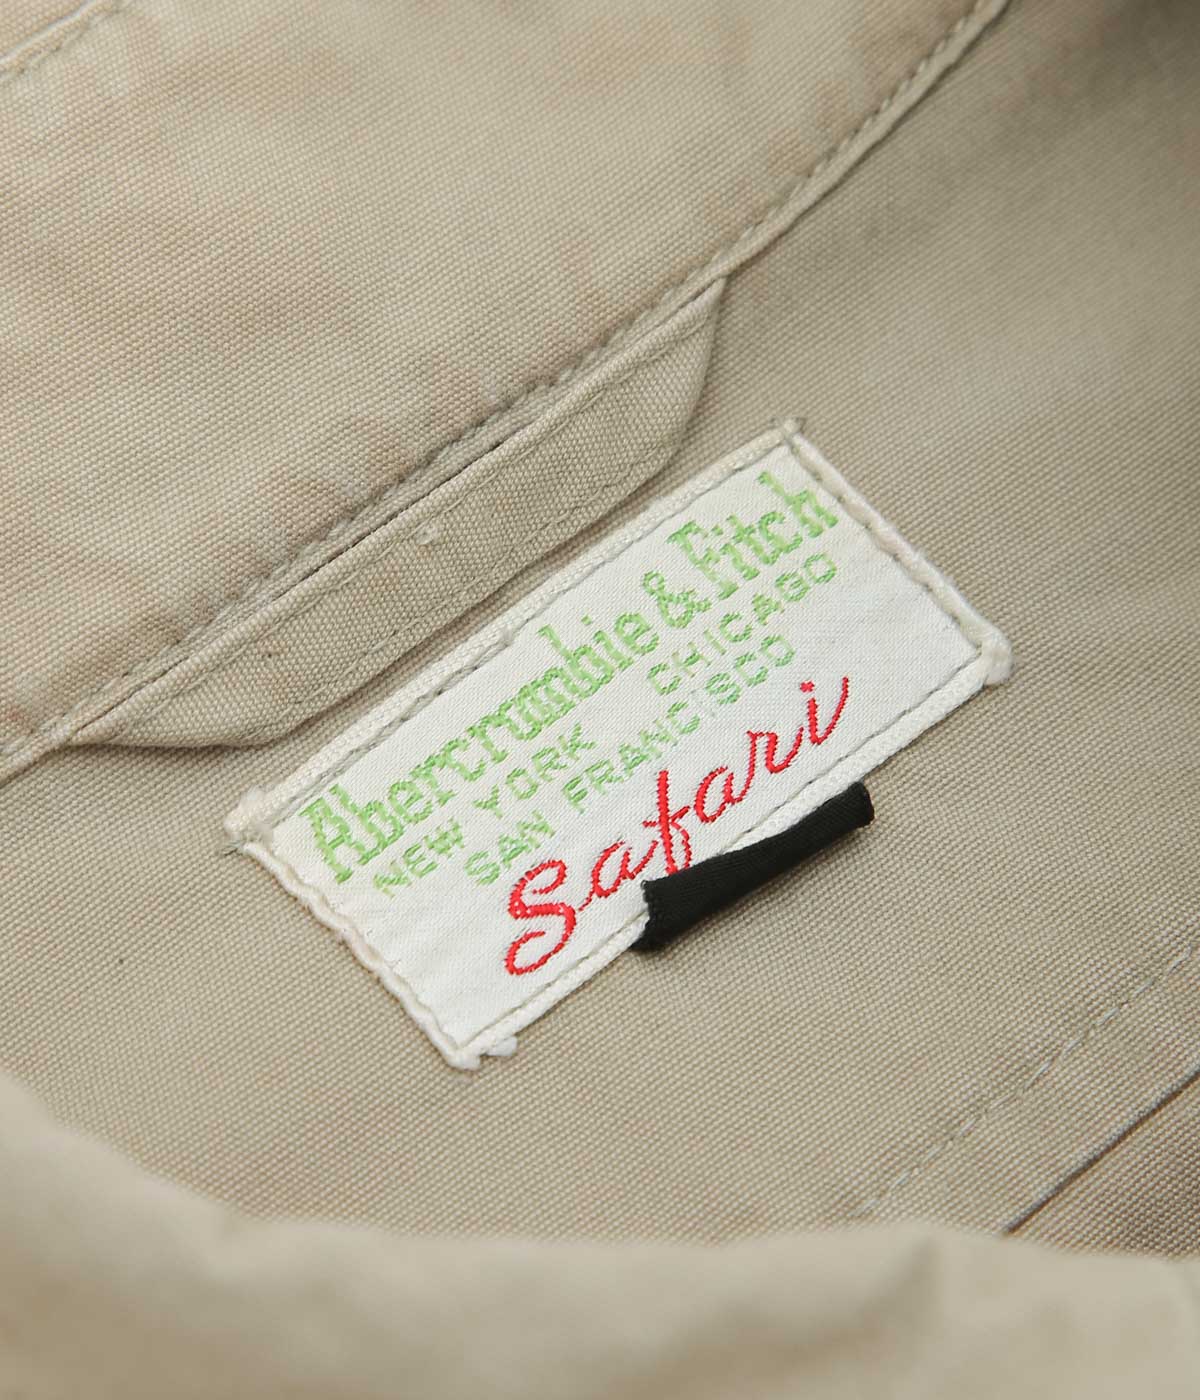 Abercrombie & Fitch
NEW YORK CHICAGO
SAN FRANCISCO
Safari